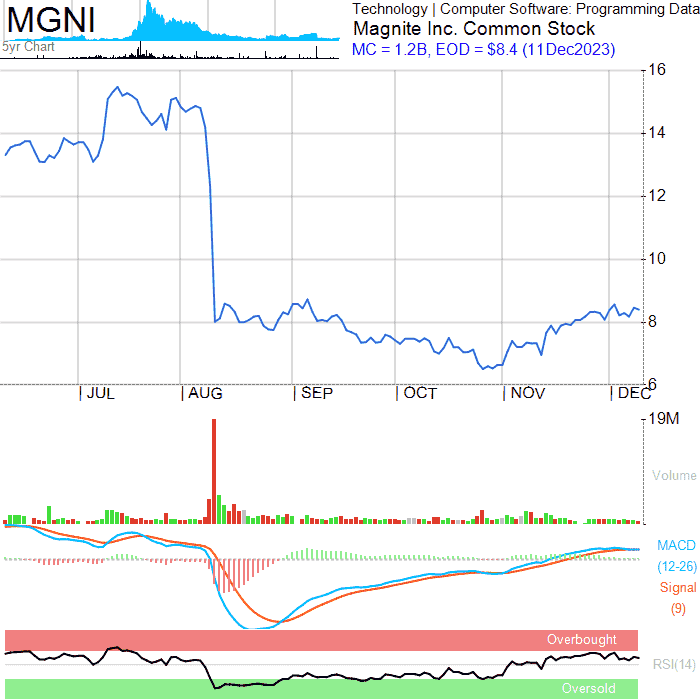 MGNI
5yr Chart
Technology | Computer Software: Programming Data
Magnite Inc. Common Stock
MC = 1.2B, EOD = $8.4 (11Dec2023)
16
14
12
10
8
6
JUL
AUG
SEP
OCT
NOV
DEC
19M
Volume
MACD
(12-26)
Signal
(9)
Overbought
RSI(14)
Oversold